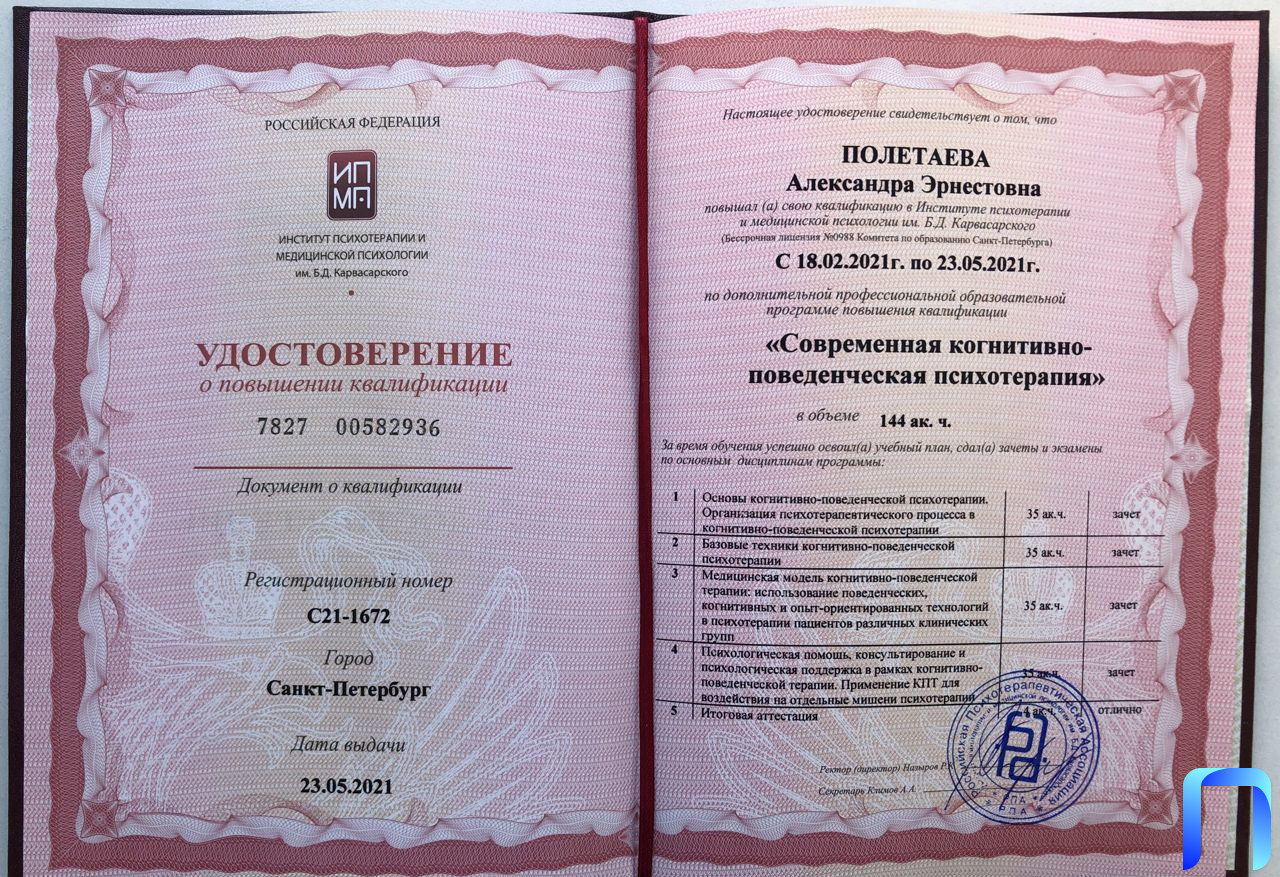 РОССИЙСКАЯ ФЕДЕРАЦИЯ
ИП
МП
ИНСТИТУТ ПСИХОТЕРАПИИ И
МЕДИЦИНСКОЙ ПСИХОЛОГИИ
им. Б.Д. Карвасарского
УДОСТОВЕРЕНИЕ
о повышении квалификации
7827 00582936
Документ о квалификации
Регистрационный номер
С21-1672
Город
Санкт-Петербург
Дата выдачи
23.05.2021
Настоящее удостоверение свидетельствует о том, что
ПОЛЕТАЕВА
Александра Эрнестовна
повышал (а) свою квалификацию в Институте психотерапии
и медицинской психологии им. Б.Д. Карвасарского
(Бессрочная лицензия №0988 Комитета по образованию Санкт-Петербурга)
С 18.02.2021г. по 23.05.2021г.
по дополнительной профессиональной образовательной
программе повышения квалификации
«Современная когнитивно-
поведенческая психотерапия»
в объеме 144 ак. ч.
За время обучения успешно освоил(а) учебный план, сдал(а) зачеты и экзамены
по основным дисциплинам программы:
1 Основы когнитивно-поведенческой психотерапии.
Организация психотерапевтического процесса в 35 ак.ч. зачет
когнитивно-поведенческой психотерапии
2 Базовые техники когнитивно-поведенческой 35 ак.ч. зачет
психотерапии
3 Медицинская модель когнитивно-поведенческой
терапии: использование поведенческих,
когнитивных и опыт-ориентированных технологий 35 ак.ч. зачет
в психотерапии пациентов различных клинических
групп
4 Психологическая помощь, консультирование и
психологическая поддержка в рамках когнитивно- 35 ак.ч. зачет
поведенческой терапии. Применение КПТ для
воздействия на отдельные мишени психотерапии
5 Итоговая аттестация 4 ак.ч. отлично
Ректор (директор) Назыров Р.К.
Секретарь Климов А.А.
Российская Психотерапевтическая Ассоциация
РПА